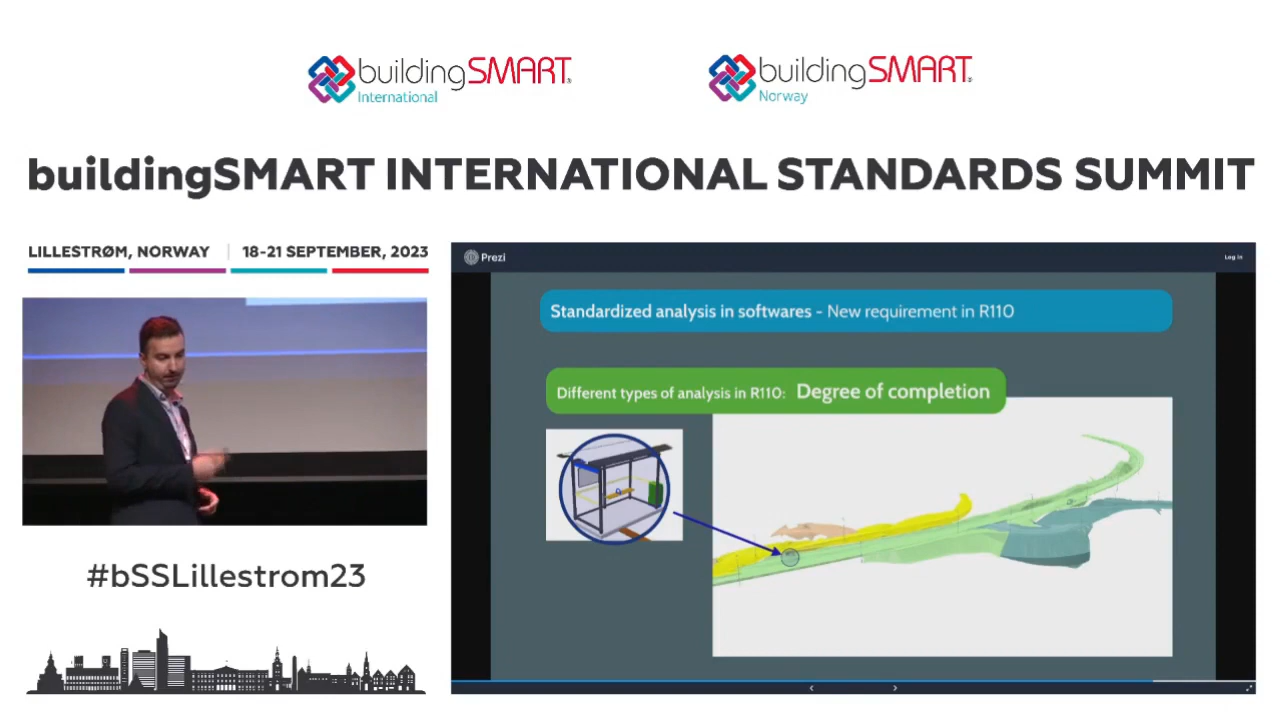 buildingSMART®
International
buildingSMART®
Norway
buildingSMART INTERNATIONAL STANDARDS SUMMIT
LILLESTRØM, NORWAY | 18-21 SEPTEMBER, 2023
Prezi
Log in
Standardized analysis in softwares - New requirement in R110
Different types of analysis in R110: Degree of completion
#bSSLillestrom23